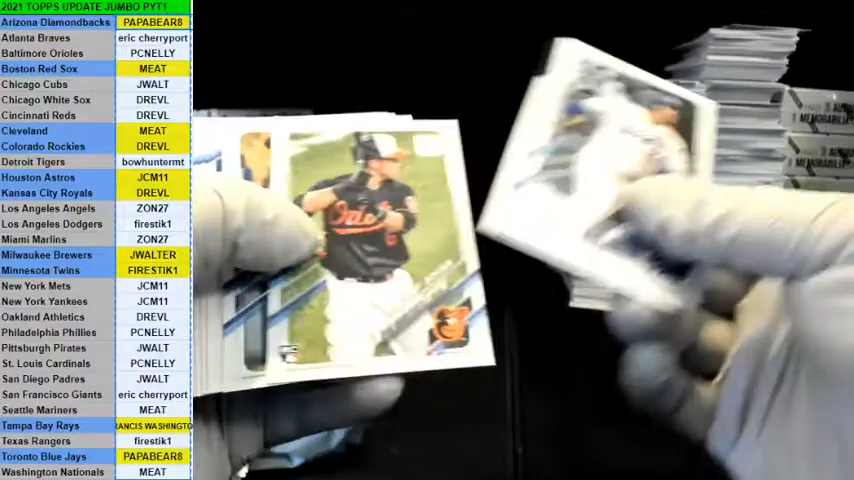 2021 TOPPS UPDATE JUMBO PYT1
Arizona Diamondbacks PAPABEAR8
Atlanta Braves eric cherryport
Baltimore Orioles PCNELLY
Boston Red Sox MEAT
Chicago Cubs JWALT
Chicago White Sox DREVL
Cincinnati Reds DREVL
Cleveland MEAT
Colorado Rockies DREVL
Detroit Tigers bowhuntermt
Houston Astros JCM11
Kansas City Royals DREVL
Los Angeles Angels ZON27
Los Angeles Dodgers firestik1
Miami Marlins ZON27
Milwaukee Brewers JWALTER
Minnesota Twins FIRESTIK1
New York Mets JCM11
New York Yankees JCM11
Oakland Athletics DREVL
Philadelphia Phillies PCNELLY
Pittsburgh Pirates JWALT
St. Louis Cardinals PCNELLY
San Diego Padres JWALT
San Francisco Giants eric cherryport
Seattle Mariners MEAT
Tampa Bay Rays RANCIS WASHINGTO
Texas Rangers firestik1
Toronto Blue Jays PAPABEAR8
Washington Nationals MEAT
Orioles
MEMORABILIA
MEMORABILIA